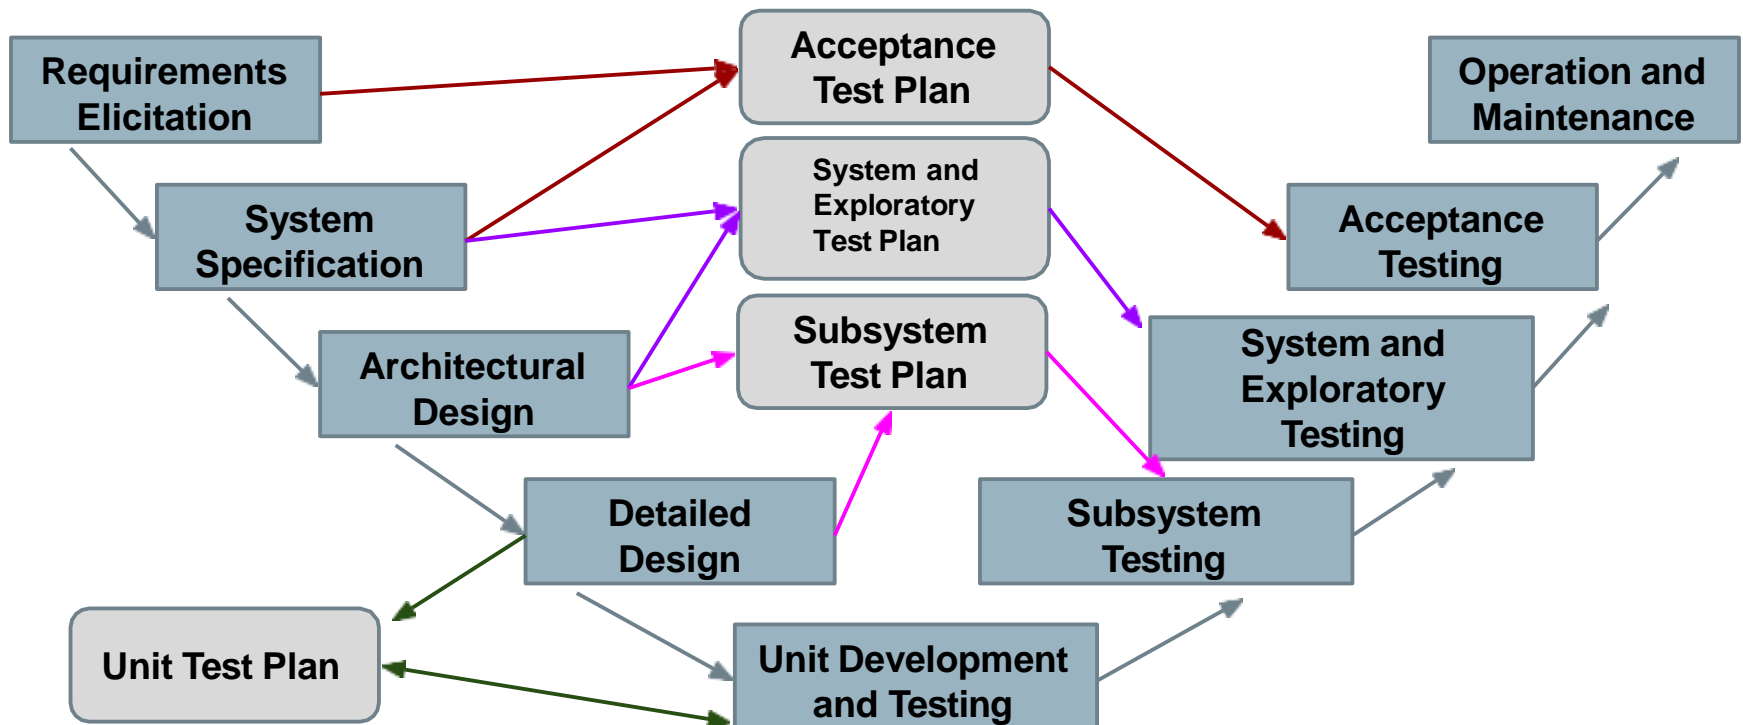 Requirements
Elicitation
Acceptance
Test Plan
Operation and
Maintenance
System and
Exploratory
Test Plan
System
Specification
Acceptance
Testing
Subsystem
Test Plan
Architectural
Design
System and
Exploratory
Testing
Detailed
Design
Subsystem
Testing
Unit Test Plan
Unit Development
and Testing